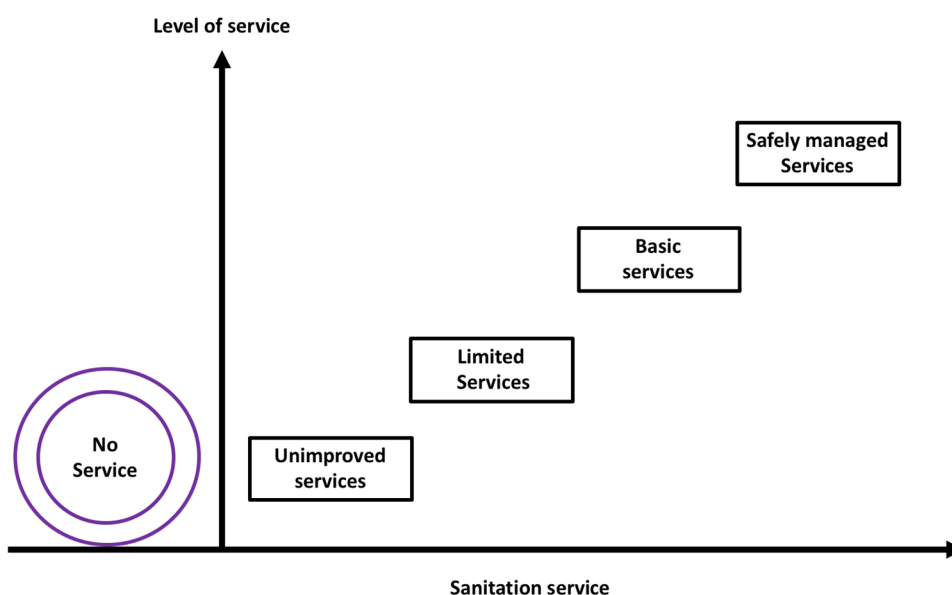 Level of service
Safely managed
Services
Basic
services
Limited
Services
No
Service
Unimproved
services
Sanitation service